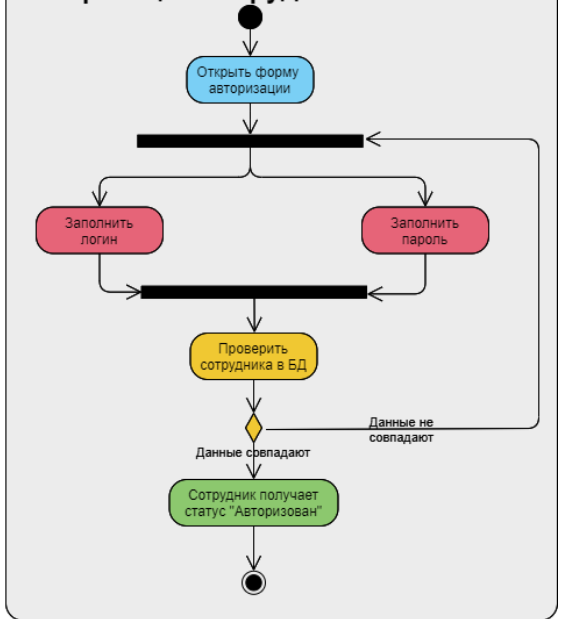 Открыть форму
авторизации
Заполнить
логин
Заполнить
пароль
Проверить
сотрудника в БД
Данные не
совпадают
Данные совпадают
Сотрудник получает
статус "Авторизован"